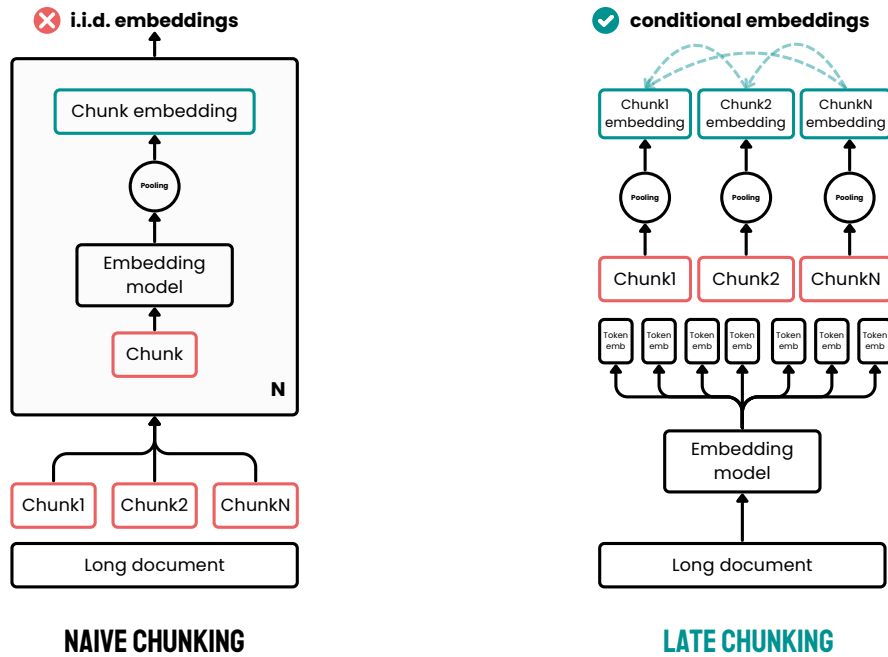 i.i.d. embeddings
Chunk embedding
Pooling
Embedding
model
Chunk
N
Chunk1
Chunk2
ChunkN
Long document
NAIVE CHUNKING
conditional embeddings
Chunk1
embedding
Chunk2
embedding
ChunkN
embedding
Pooling
Pooling
Pooling
Chunk1
Chunk2
ChunkN
Token
emb
Token
emb
Token
emb
Token
emb
Token
emb
Token
emb
Token
emb
Embedding
model
Long document
LATE CHUNKING